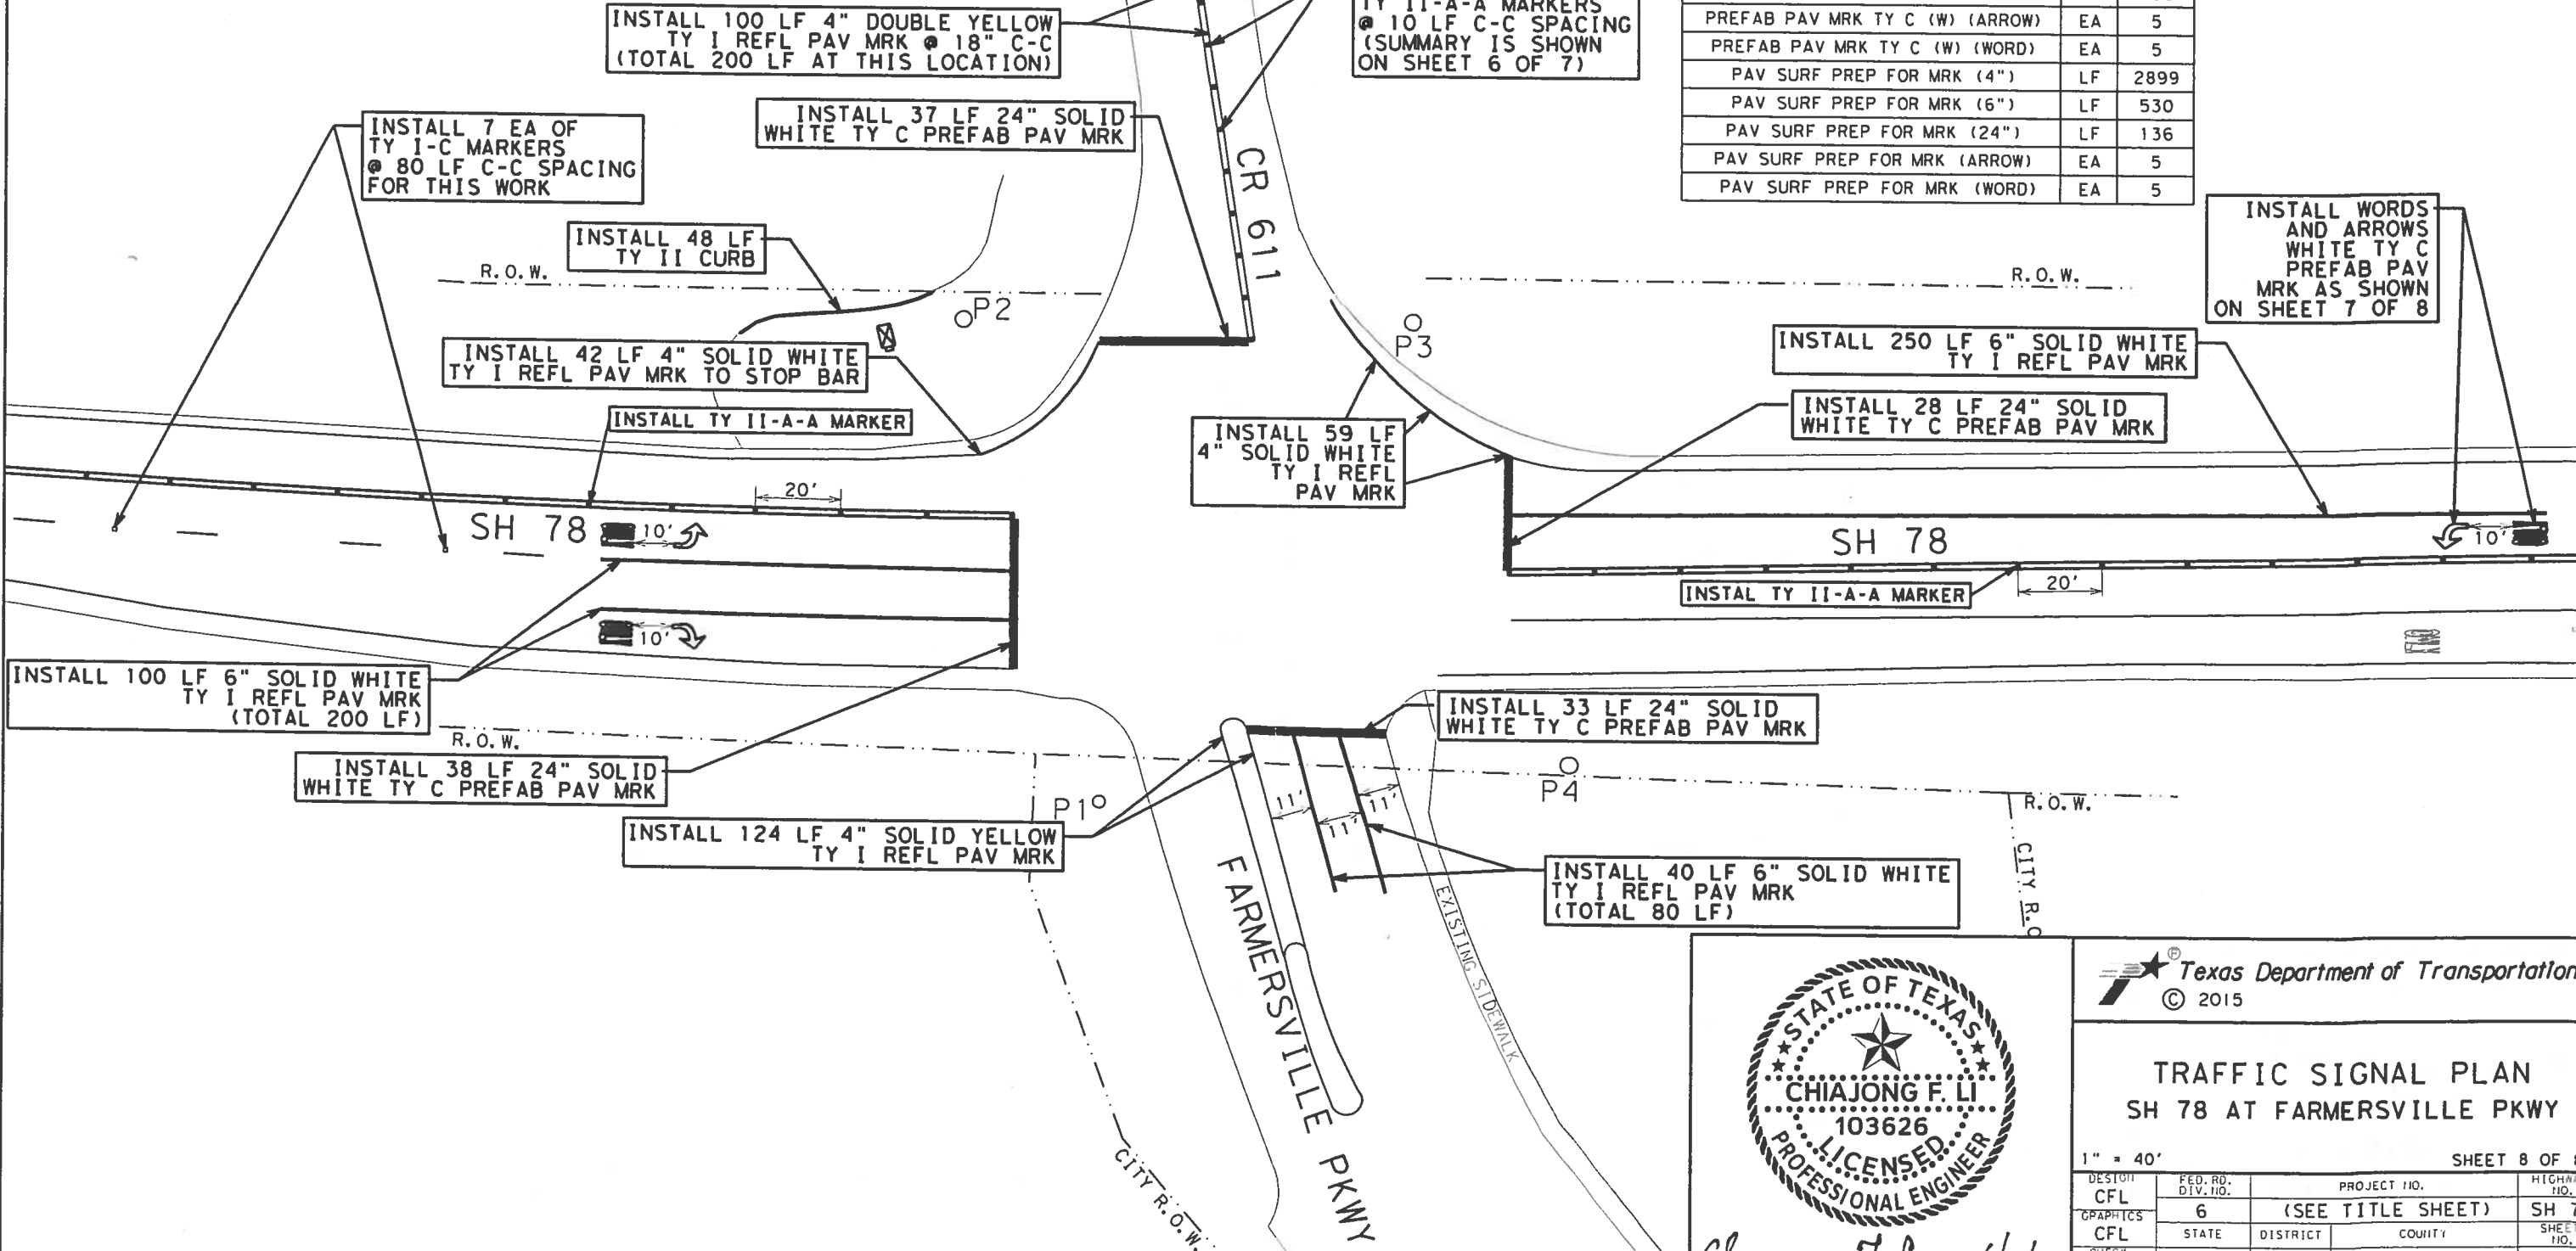 INSTALL 100 LF 4" DOUBLE YELLOW
TY I REFL PAV MRK @ 18" C-C
(TOTAL 200 LF AT THIS LOCATION)
TY II-A-A MARKERS
@ 10 LF C-C SPACING
(SUMMARY IS SHOWN
ON SHEET 6 OF 7)
PREFAB PAV MRK TY C (W) (ARROW) EA 5
PREFAB PAV MRK TY C (W) (WORD) EA 5
PAV SURF PREP FOR MRK (4") LF 2899
PAV SURF PREP FOR MRK (6") LF 530
PAV SURF PREP FOR MRK (24") LF 136
PAV SURF PREP FOR MRK (ARROW) EA 5
PAV SURF PREP FOR MRK (WORD) EA 5
INSTALL 7 EA OF
TY I-C MARKERS
@ 80 LF C-C SPACING
FOR THIS WORK
INSTALL 37 LF 24" SOLID
WHITE TY C PREFAB PAV MRK
CR 611
INSTALL 48 LF
TY II CURB
R.O.W.
P2
R.O.W.
INSTALL WORDS
AND ARROWS
WHITE TY C
PREFAB PAV
MRK AS SHOWN
ON SHEET 7 OF 8
P3
INSTALL 42 LF 4" SOLID WHITE
TY I REFL PAV MRK TO STOP BAR
INSTALL 250 LF 6" SOLID WHITE
TY I REFL PAV MRK
INSTALL TY II-A-A MARKER
INSTALL 59 LF
4" SOLID WHITE
TY I REFL
PAV MRK
INSTALL 28 LF 24" SOLID
WHITE TY C PREFAB PAV MRK
20'
SH 78
10'
SH 78
10'
INSTAL TY II-A-A MARKER
20'
10'
INSTALL 100 LF 6" SOLID WHITE
TY I REFL PAV MRK
(TOTAL 200 LF)
R.O.W.
INSTALL 38 LF 24" SOLID
WHITE TY C PREFAB PAV MRK
INSTALL 33 LF 24" SOLID
WHITE TY C PREFAB PAV MRK
P4
R.O.W.
P1
11'
11'
11'
INSTALL 124 LF 4" SOLID YELLOW
TY I REFL PAV MRK
INSTALL 40 LF 6" SOLID WHITE
TY I REFL PAV MRK
(TOTAL 80 LF)
CITY R.O
FARMERSVILLE PKWY
EXISTING SIDEWALK
CITY R.O.W.
STATE OF TEXAS
CHIAJONG F. LI
103626
LICENSED
PROFESSIONAL ENGINEER
® Texas Department of Transportation
© 2015
TRAFFIC SIGNAL PLAN
SH 78 AT FARMERSVILLE PKWY
1" = 40'
SHEET 8 OF
DESIGN
CFL
FED.RD.
DIV.NO.
PROJECT NO.
NO.
GRAPHICS
CFL
6
(SEE TITLE SHEET)
SH
STATE
DISTRICT
COUNTY
NO.